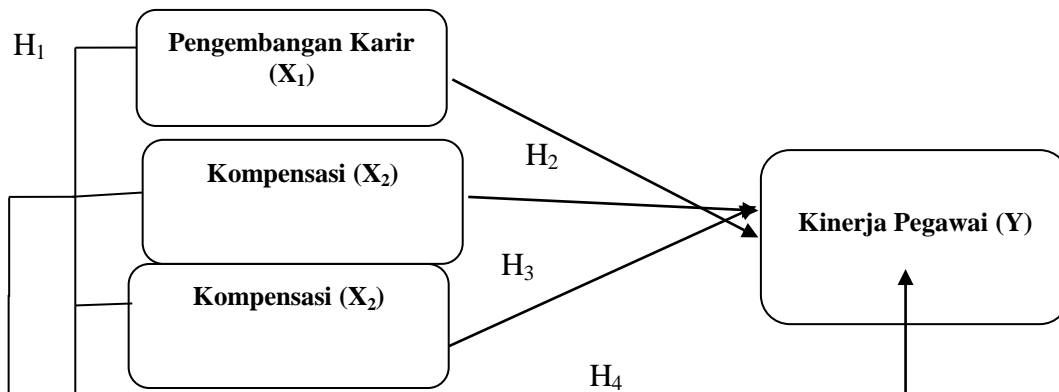 H₁
Pengembangan Karir
(X₁)
H₂
Kompensasi (X₂)
Kinerja Pegawai (Y)
H₃
Kompensasi (X₂)
H₄